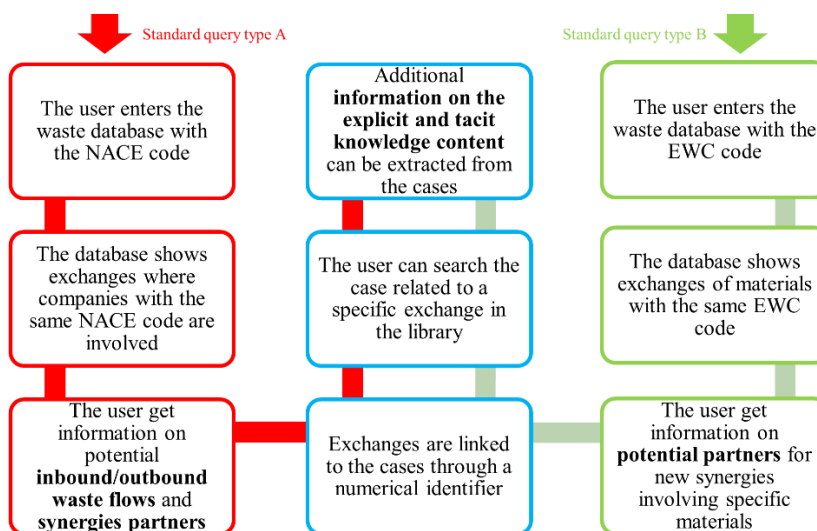 Standard query type A
Standard query type B
The user enters the
waste database with
the NACE code
Additional
information on the
explicit and tacit
knowledge content
can be extracted from
the cases
The user enters the
waste database with the
EWC code
The database shows
exchanges where
companies with the
same NACE code are
involved
The user can search the
case related to a
specific exchange in
the library
The database shows
exchanges of materials
with the same EWC
code
The user get
information on
potential
inbound/outbound
waste flows and
synergies partners
Exchanges are linked
to the cases through a
numerical identifier
The user get
information on
potential partners for
new synergies
involving specific
materials